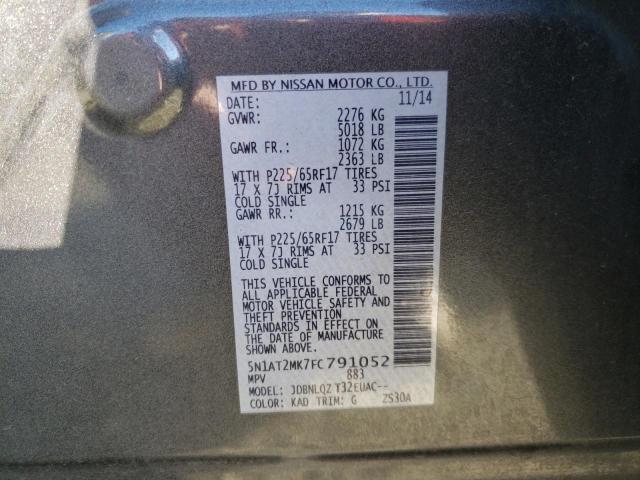 MFD BY NISSAN MOTOR CO., LTD.
DATE: 11/14
GVWR: 2276 KG
5018 LB
GAWR FR.: 1072 KG
2363 LB
WITH P225/65RF17 TIRES
17 X 7J RIMS AT 33 PSI
COLD SINGLE
GAWR RR.: 1215 KG
2679 LB
WITH P225/65RF17 TIRES
17 X 7J RIMS AT 33 PSI
COLD SINGLE
THIS VEHICLE CONFORMS TO
ALL APPLICABLE FEDERAL
MOTOR VEHICLE SAFETY AND
THEFT PREVENTION
STANDARDS IN EFFECT ON
THE DATE OF MANUFACTURE
SHOWN ABOVE.
5N1AT2MK7FC791052
MPV 883
MODEL: JDBNLQZ T32EUAC--
COLOR: KAD TRIM: G ZS30A